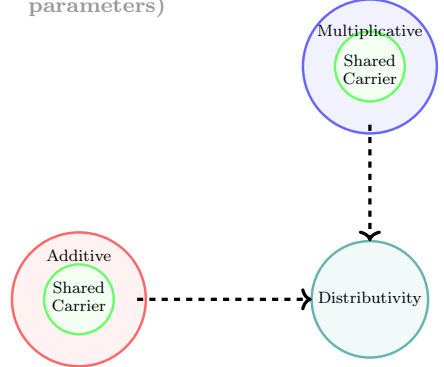 parameters)
Multiplicative
Shared
Carrier
Additive
Shared
Carrier
Distributivity